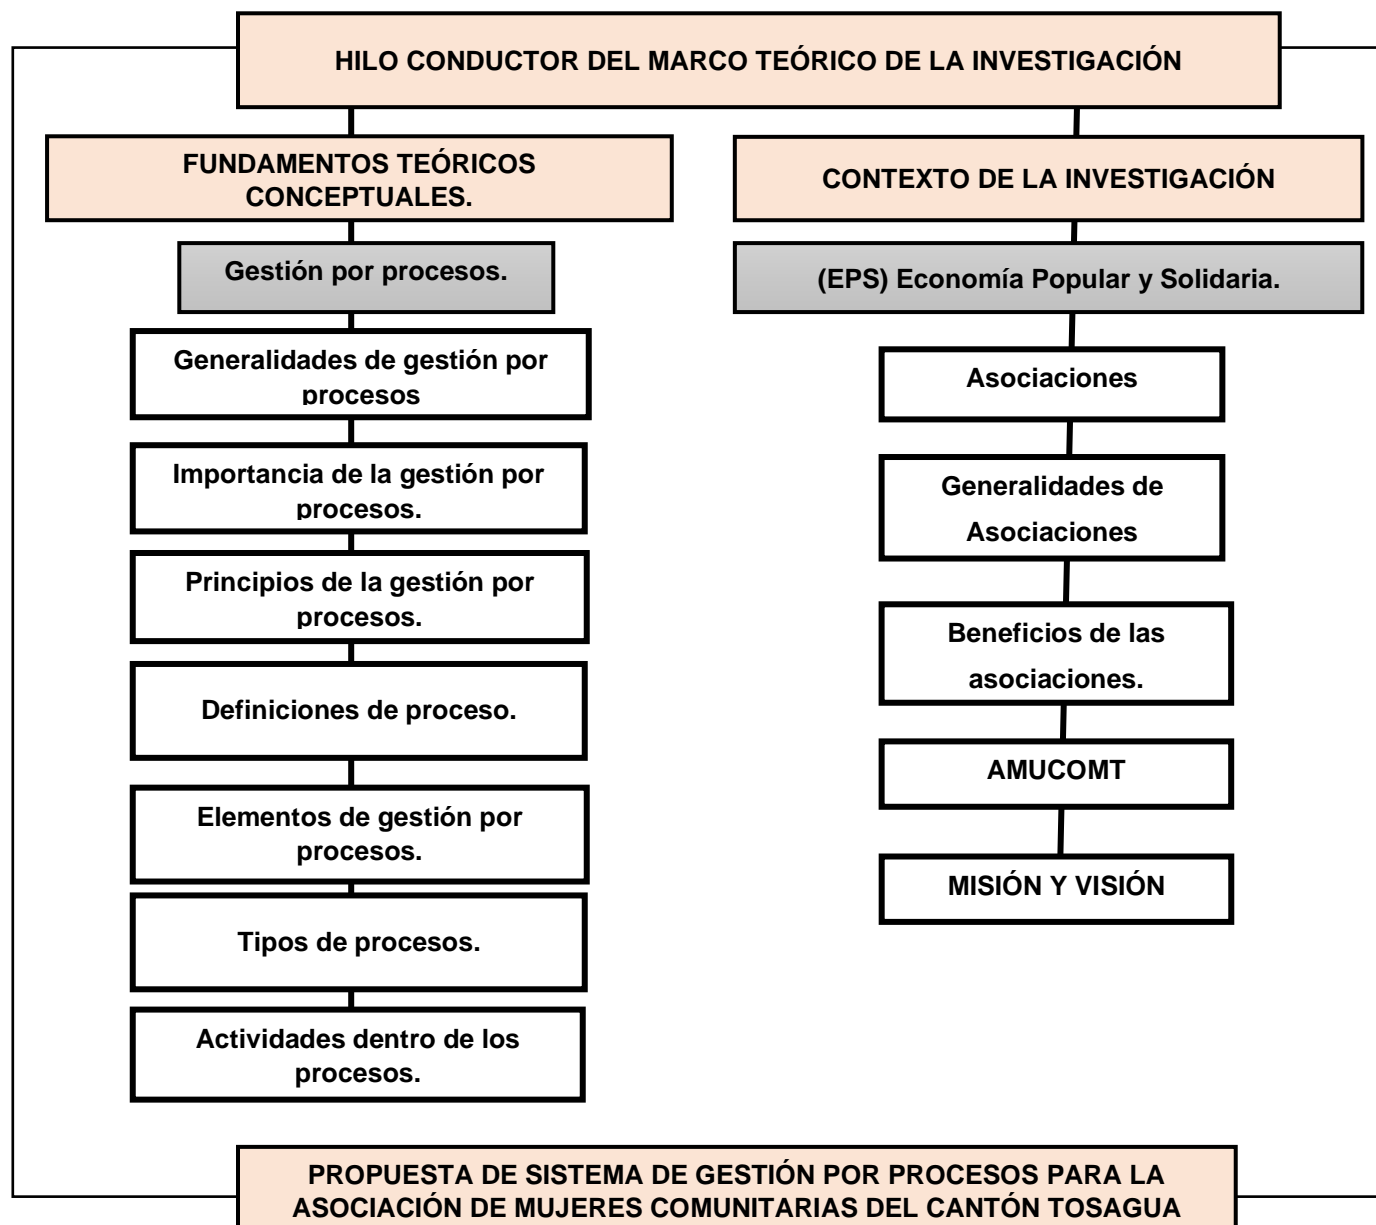 HILO CONDUCTOR DEL MARCO TEÓRICO DE LA INVESTIGACIÓN
FUNDAMENTOS TEÓRICOS
CONCEPTUALES.
Gestión por procesos.
Generalidades de gestión por
procesos
Importancia de la gestión por
procesos.
Principios de la gestión por
procesos.
Definiciones de proceso.
Elementos de gestión por
procesos.
Tipos de procesos.
Actividades dentro de los
procesos.
CONTEXTO DE LA INVESTIGACIÓN
(EPS) Economía Popular y Solidaria.
Asociaciones
Generalidades de
Asociaciones
Beneficios de las
asociaciones.
AMUCOMT
MISIÓN Y VISIÓN
PROPUESTA DE SISTEMA DE GESTIÓN POR PROCESOS PARA LA
ASOCIACIÓN DE MUJERES COMUNITARIAS DEL CANTÓN TOSAGUA